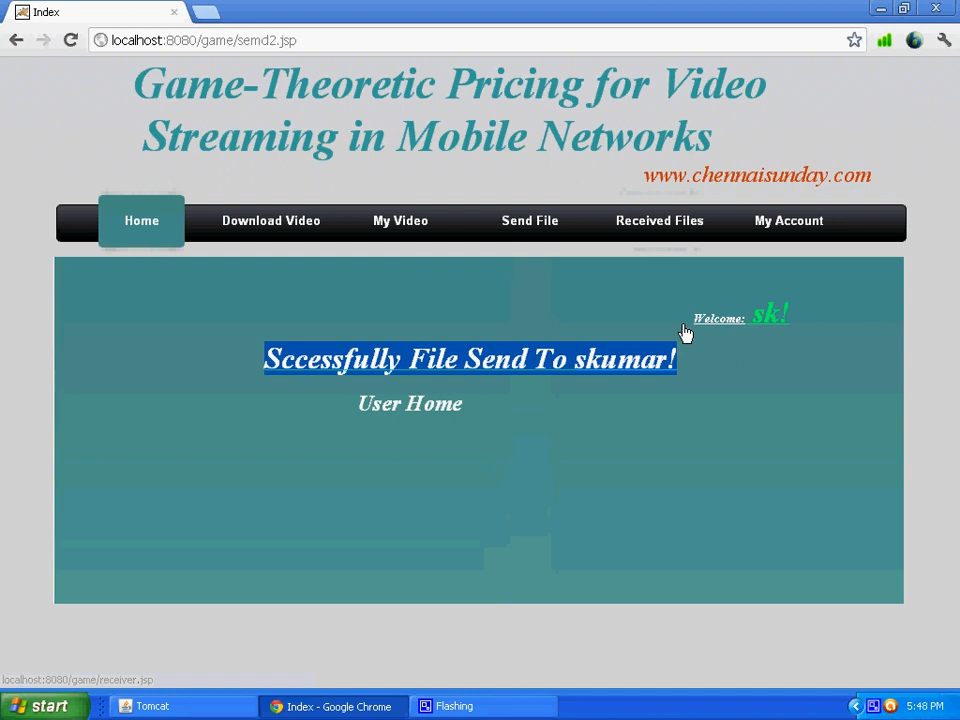 Index
localhost:8080/game/semd2.jsp
Game-Theoretic Pricing for Video
Streaming in Mobile Networks
www.chennaisunday.com
Home Download Video My Video Send File Received Files My Account
Welcome: sk!
Sccessfully File Send To skumar!
User Home
localhost:8080/game/receiver.jsp
start Tomcat Index - Google Chrome Flashing 5:48 PM